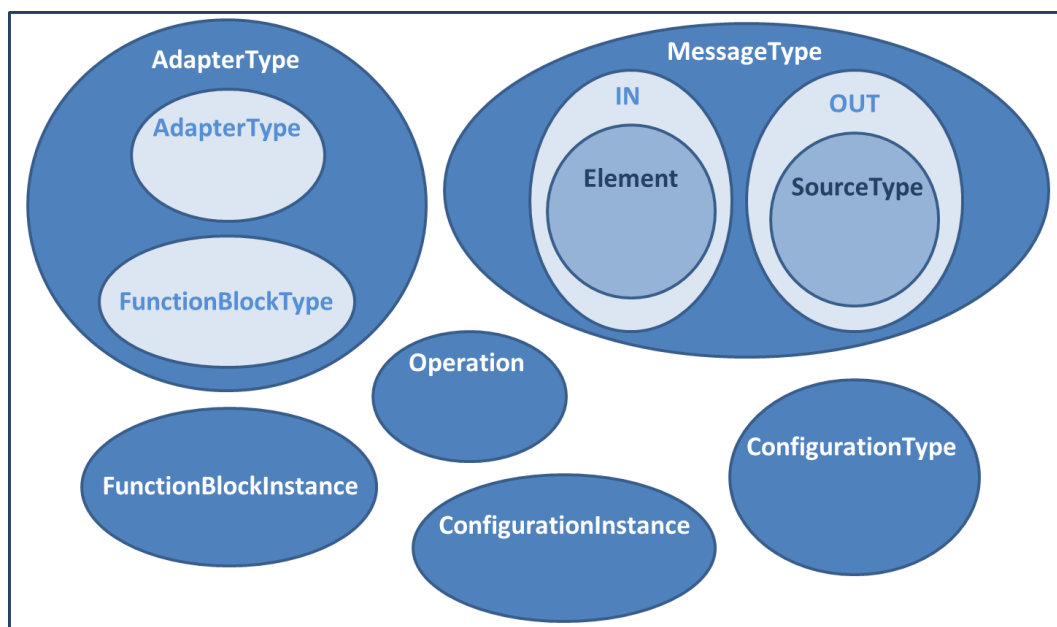 AdapterType
AdapterType
FunctionBlockType
MessageType
IN
Element
OUT
SourceType
Operation
FunctionBlockInstance
ConfigurationInstance
ConfigurationType